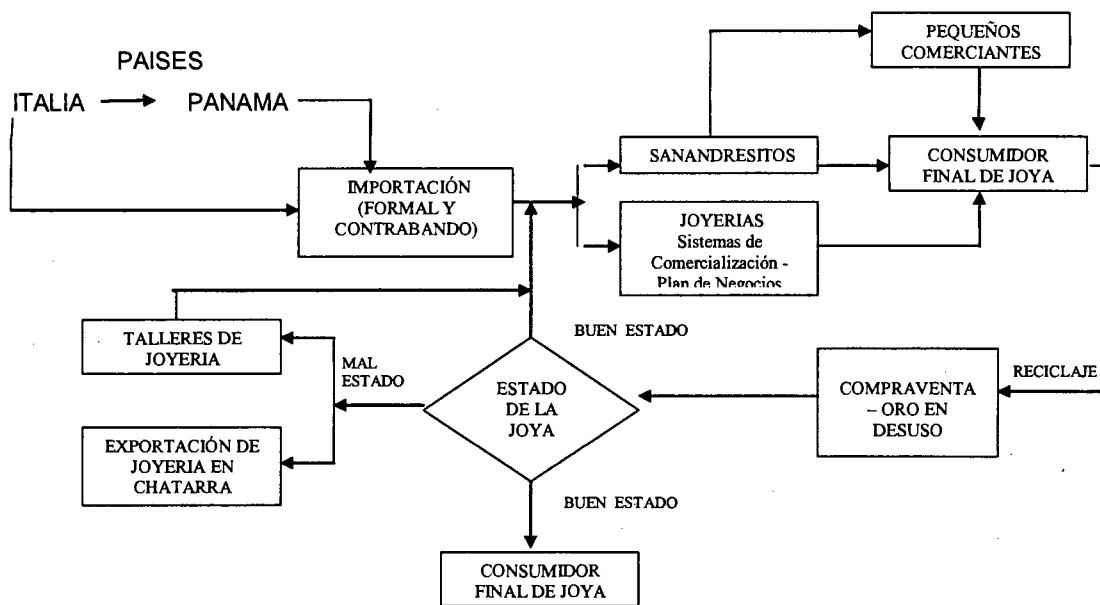 PEQUEÑOS
COMERCIANTES
PAISES
ITALIA
PANAMA
SANANDRESITOS
CONSUMIDOR
FINAL DE JOYA
IMPORTACIÓN
(FORMAL Y
CONTRABANDO)
JOYERIAS
Sistemas de
Comercialización -
Plan de Negocios
TALLERES DE
JOYERIA
BUEN ESTADO
MAL
ESTADO
ESTADO
DE LA
JOYA
COMPRAVENTA
– ORO EN
DESUSO
RECICLAJE
EXPORTACIÓN DE
JOYERIA EN
CHATARRA
BUEN ESTADO
CONSUMIDOR
FINAL DE JOYA